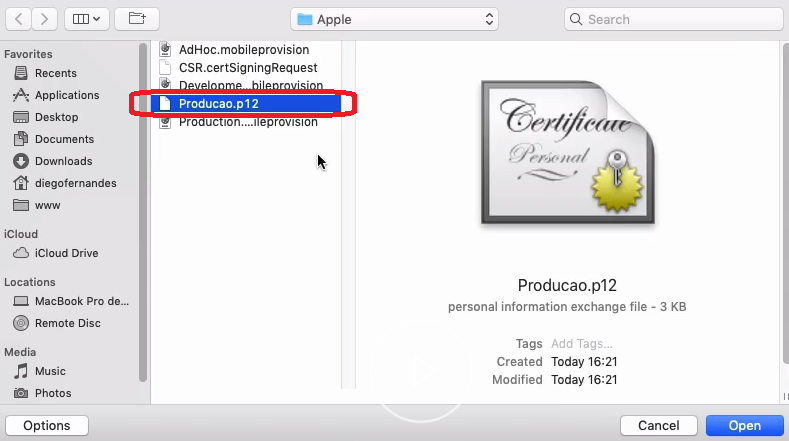 Apple
Search
Favorites
Recents
Applications
Desktop
Documents
Downloads
diegofernandes
www
iCloud
iCloud Drive
Locations
MacBook Pro de...
Remote Disc
Media
Music
Photos
AdHoc.mobileprovision
CSR.certSigningRequest
Developme...bileprovision
Producao.p12
Production....ileprovision
Certificate
Personal
Producao.p12
personal information exchange file - 3 KB
Tags Add Tags...
Created Today 16:21
Modified Today 16:21
Options
Cancel
Open